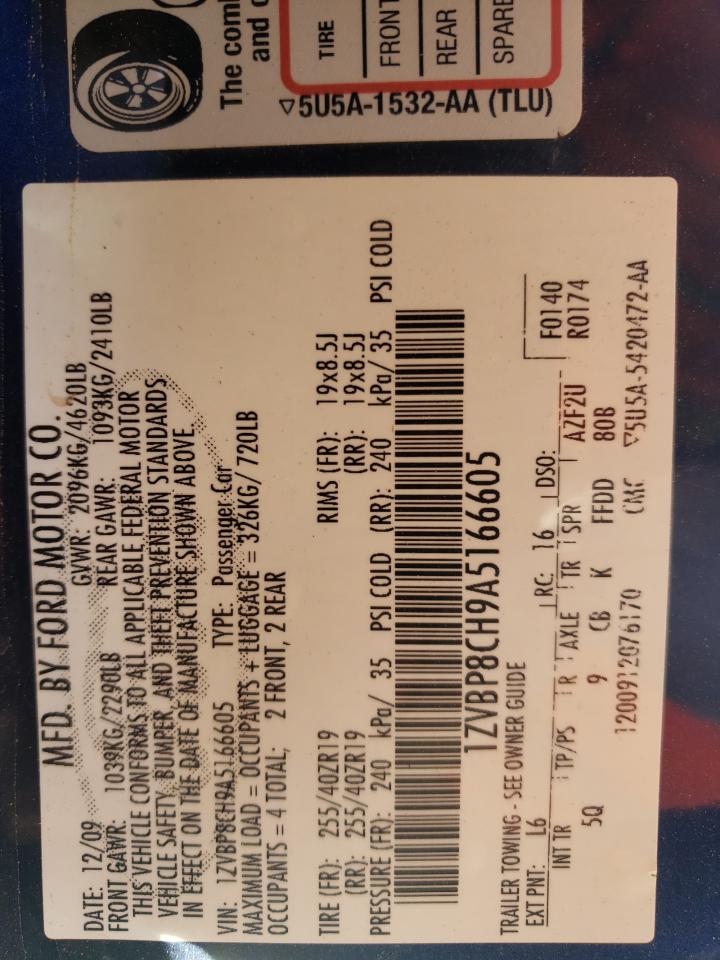 MFD. BY FORD MOTOR CO.
DATE: 12/09 GVWR: 2096KG/4620LB
FRONT GAWR: 1039KG/2290LB REAR GAWR: 1093KG/2410LB
THIS VEHICLE CONFORMS TO ALL APPLICABLE FEDERAL MOTOR
VEHICLE SAFETY, BUMPER, AND THEFT PREVENTION STANDARDS
IN EFFECT ON THE DATE OF MANUFACTURE SHOWN ABOVE.
VIN: 1ZVBP8CH9A5166605 TYPE: Passenger Car
MAXIMUM LOAD = OCCUPANTS + LUGGAGE = 326KG/ 720LB
OCCUPANTS = 4 TOTAL; 2 FRONT, 2 REAR
TIRE (FR): 255/40ZR19 RIMS (FR): 19x8.5J
(RR): 255/40ZR19 (RR): 19x8.5J
PRESSURE (FR): 240 kPa/ 35 PSI COLD (RR): 240 kPa/ 35 PSI COLD
1ZVBP8CH9A5166605
TRAILER TOWING - SEE OWNER GUIDE
EXT PNT: L6 RC: 16 DSO: F0140
INT TR TP/PS R AXLE TR SPR AZF2U R0174
5Q 9 CB K FFDD 80B
1200912076170 CMC ▽5U5A-5420472-AA
The comb
and c
TIRE
FRONT
REAR
SPARE
▽5U5A-1532-AA (TLU)